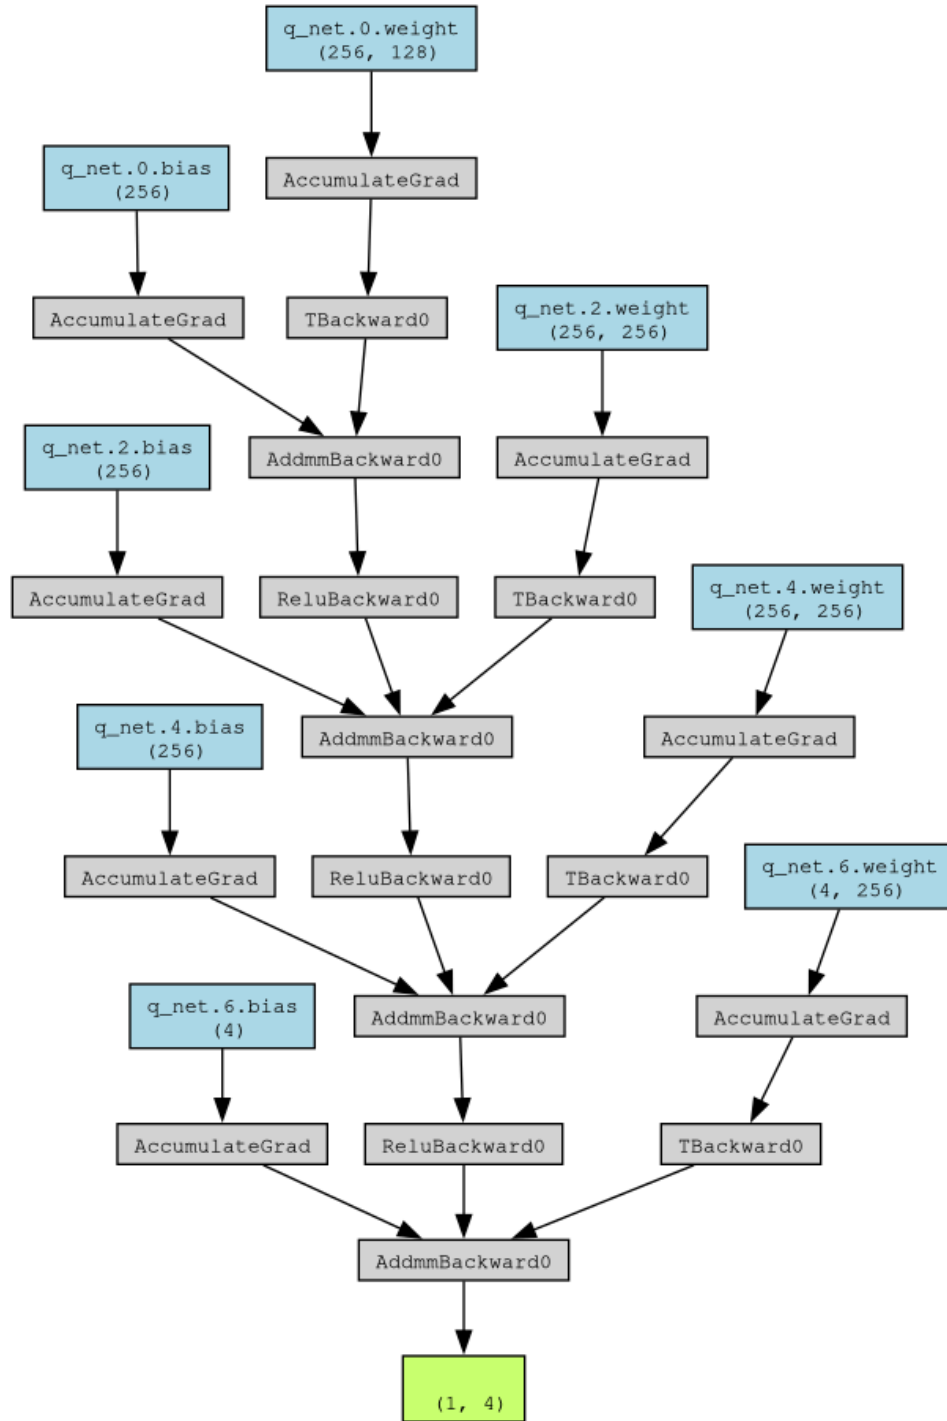 q_net.0.weight
(256, 128)
q_net.0.bias
(256)
AccumulateGrad
AccumulateGrad
TBackward0
q_net.2.weight
(256, 256)
q_net.2.bias
(256)
AddmmBackward0
AccumulateGrad
AccumulateGrad
ReluBackward0
TBackward0
q_net.4.weight
(256, 256)
q_net.4.bias
(256)
AddmmBackward0
AccumulateGrad
AccumulateGrad
ReluBackward0
TBackward0
q_net.6.weight
(4, 256)
q_net.6.bias
(4)
AddmmBackward0
AccumulateGrad
AccumulateGrad
ReluBackward0
TBackward0
AddmmBackward0
(1, 4)